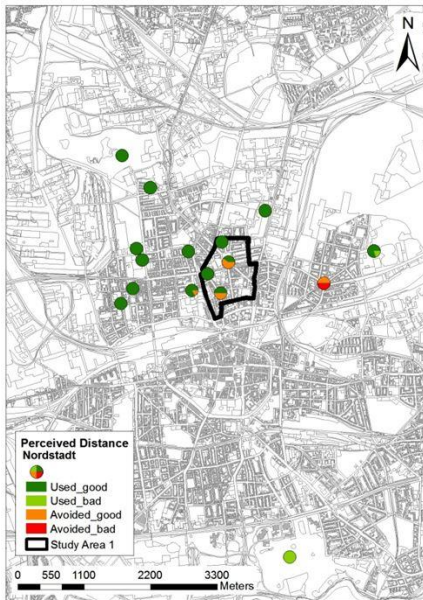 N
Perceived Distance
Nordstadt
Used_good
Used_bad
Avoided_good
Avoided_bad
Study Area 1
0 550 1100 2200 3300
Meters